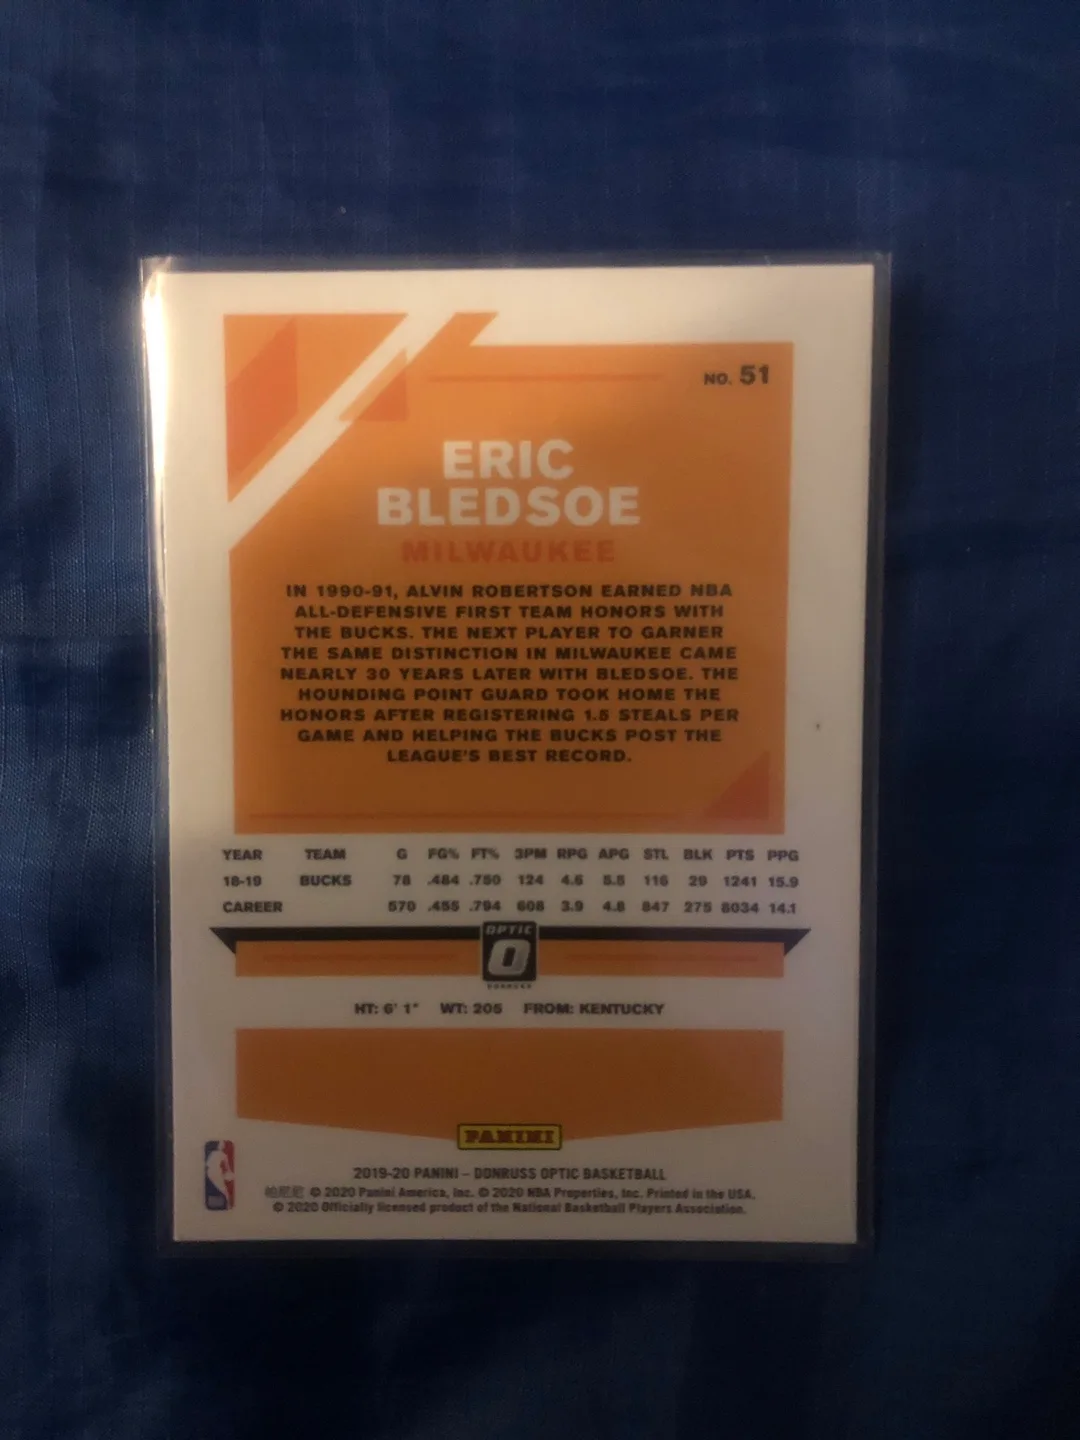 NO. 51
ERIC
BLEDSOE
MILWAUKEE
IN 1990-91, ALVIN ROBERTSON EARNED NBA
ALL-DEFENSIVE FIRST TEAM HONORS WITH
THE BUCKS. THE NEXT PLAYER TO GARNER
THE SAME DISTINCTION IN MILWAUKEE CAME
NEARLY 30 YEARS LATER WITH BLEDSOE. THE
HOUNDING POINT GUARD TOOK HOME THE
HONORS AFTER REGISTERING 1.5 STEALS PER
GAME AND HELPING THE BUCKS POST THE
LEAGUE'S BEST RECORD.
YEAR TEAM G FG% FT% 3PM RPG APG STL BLK PTS PPG
18-19 BUCKS 78 .484 .750 124 4.6 5.5 116 29 1241 15.9
CAREER 570 .455 .794 608 3.9 4.8 847 275 8034 14.1
OPTIC
O
DONRUSS
HT: 6' 1" WT: 205 FROM: KENTUCKY
PANINI
2019-20 PANINI – DONRUSS OPTIC BASKETBALL
帕尼尼 © 2020 Panini America, Inc. © 2020 NBA Properties, Inc. Printed in the USA.
© 2020 Officially licensed product of the National Basketball Players Association.